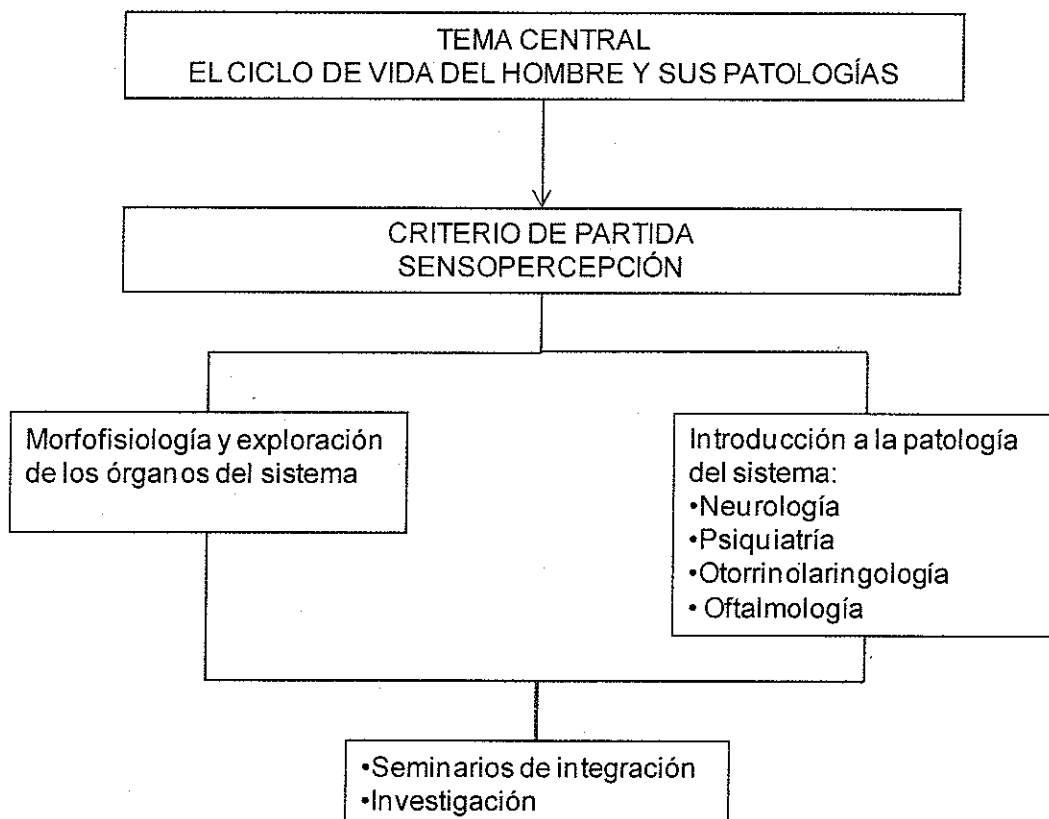 TEMA CENTRAL
EL CICLO DE VIDA DEL HOMBRE Y SUS PATOLOGÍAS
CRITERIO DE PARTIDA
SENSOPERCEPCIÓN
Morfofisiología y exploración
de los órganos del sistema
Introducción a la patología
del sistema:
•Neurología
•Psiquiatría
•Otorrinolaringología
• Oftalmología
•Seminarios de integración
•Investigación